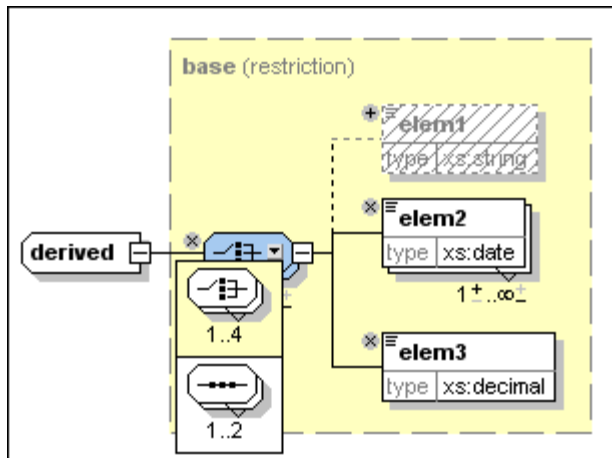 base (restriction)
elem1
type xs:string
elem2
type xs:date
1..∞
derived
1..4
elem3
type xs:decimal
1..2